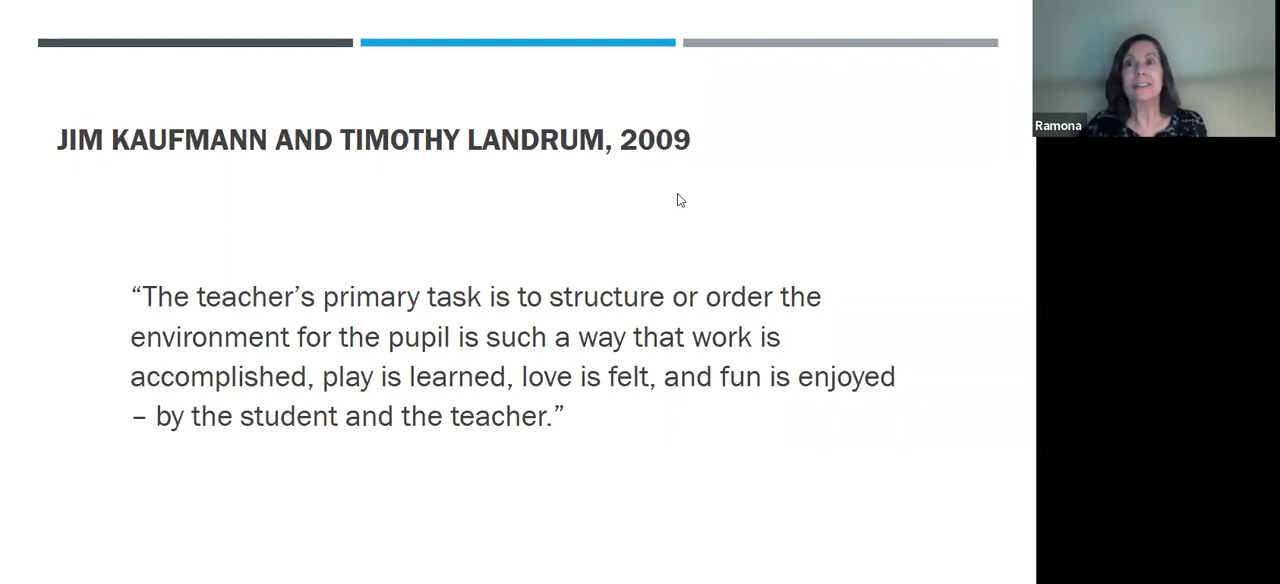 JIM KAUFMANN AND TIMOTHY LANDRUM, 2009
“The teacher’s primary task is to structure or order the
environment for the pupil is such a way that work is
accomplished, play is learned, love is felt, and fun is enjoyed
– by the student and the teacher.”
Ramona